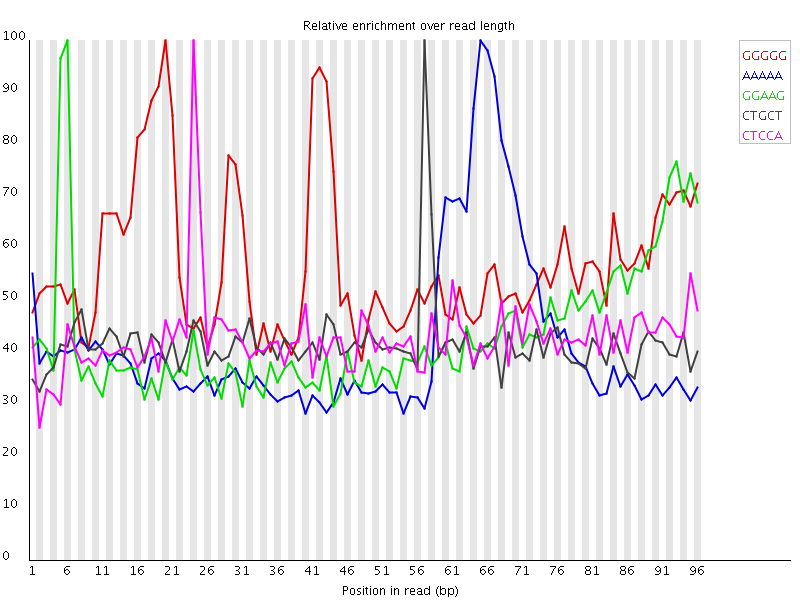 Relative enrichment over read length
100
90
80
70
60
50
40
30
20
10
0
GGGGG
AAAAA
GGAAG
CTGCT
CTCCA
1 6 11 16 21 26 31 36 41 46 51 56 61 66 71 76 81 86 91 96
Position in read (bp)